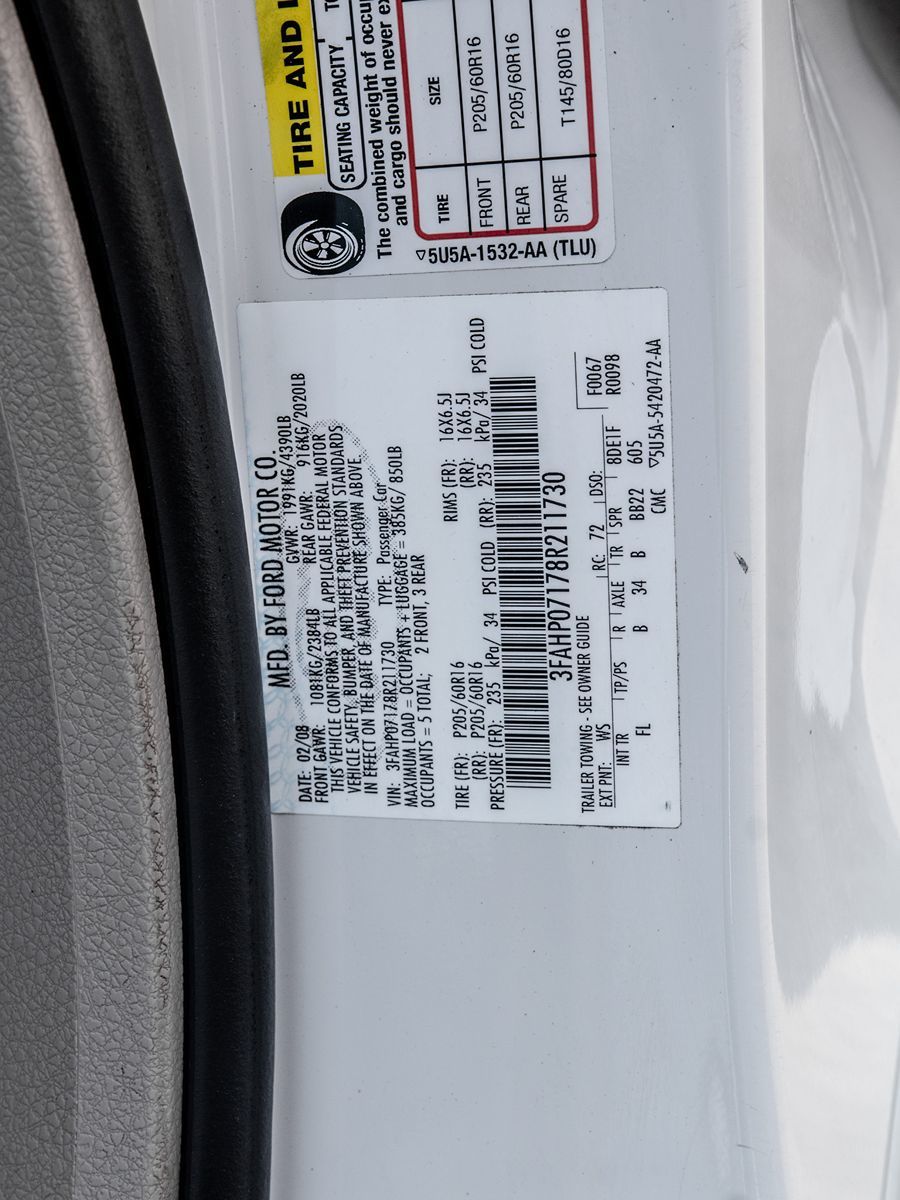 TIRE AND
SEATING CAPACITY
The combined weight of
and cargo should never
TIRE SIZE
FRONT P205/60R16
REAR P205/60R16
SPARE T145/80D16
▽5U5A-1532-AA (TLU)
MFD. BY FORD MOTOR CO.
DATE: 02/08 GVWR: 1991KG/4390LB
FRONT GAWR: 1081KG/2384LB REAR GAWR: 916KG/2020LB
THIS VEHICLE CONFORMS TO ALL APPLICABLE FEDERAL MOTOR
VEHICLE SAFETY, BUMPER, AND THEFT PREVENTION STANDARDS
IN EFFECT ON THE DATE OF MANUFACTURE SHOWN ABOVE.
VIN: 3FAHP07178R211730 TYPE: Passenger Car
MAXIMUM LOAD = OCCUPANTS + LUGGAGE = 385KG/ 850LB
OCCUPANTS = 5 TOTAL; 2 FRONT, 3 REAR
TIRE (FR): P205/60R16 RIMS (FR): 16X6.5J
(RR): P205/60R16 (RR): 16X6.5J
PRESSURE (FR): 235 kPa/ 34 PSI COLD (RR): 235 kPa/ 34 PSI COLD
3FAHP07178R211730
TRAILER TOWING - SEE OWNER GUIDE F0067
EXT PNT: WS RC: 72 DSO: R0098
INT TR TP/PS R AXLE TR SPR 8DE1F
FL B 34 B BB22 605
CMC ▽5U5A-5420472-AA